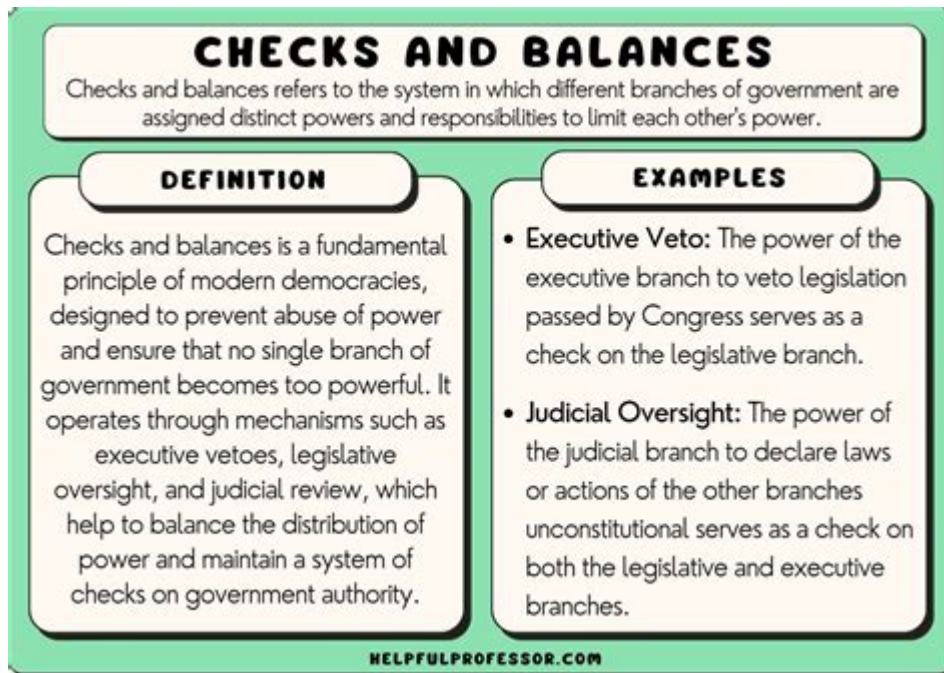 CHECKS AND BALANCES
Checks and balances refers to the system in which different branches of government are
assigned distinct powers and responsibilities to limit each other's power.
DEFINITION
Checks and balances is a fundamental
principle of modern democracies,
designed to prevent abuse of power
and ensure that no single branch of
government becomes too powerful. It
operates through mechanisms such as
executive vetoes, legislative
oversight, and judicial review, which
help to balance the distribution of
power and maintain a system of
checks on government authority.
EXAMPLES
• Executive Veto: The power of the
executive branch to veto legislation
passed by Congress serves as a
check on the legislative branch.
• Judicial Oversight: The power of
the judicial branch to declare laws
or actions of the other branches
unconstitutional serves as a check on
both the legislative and executive
branches.
HELPFULPROFESSOR.COM